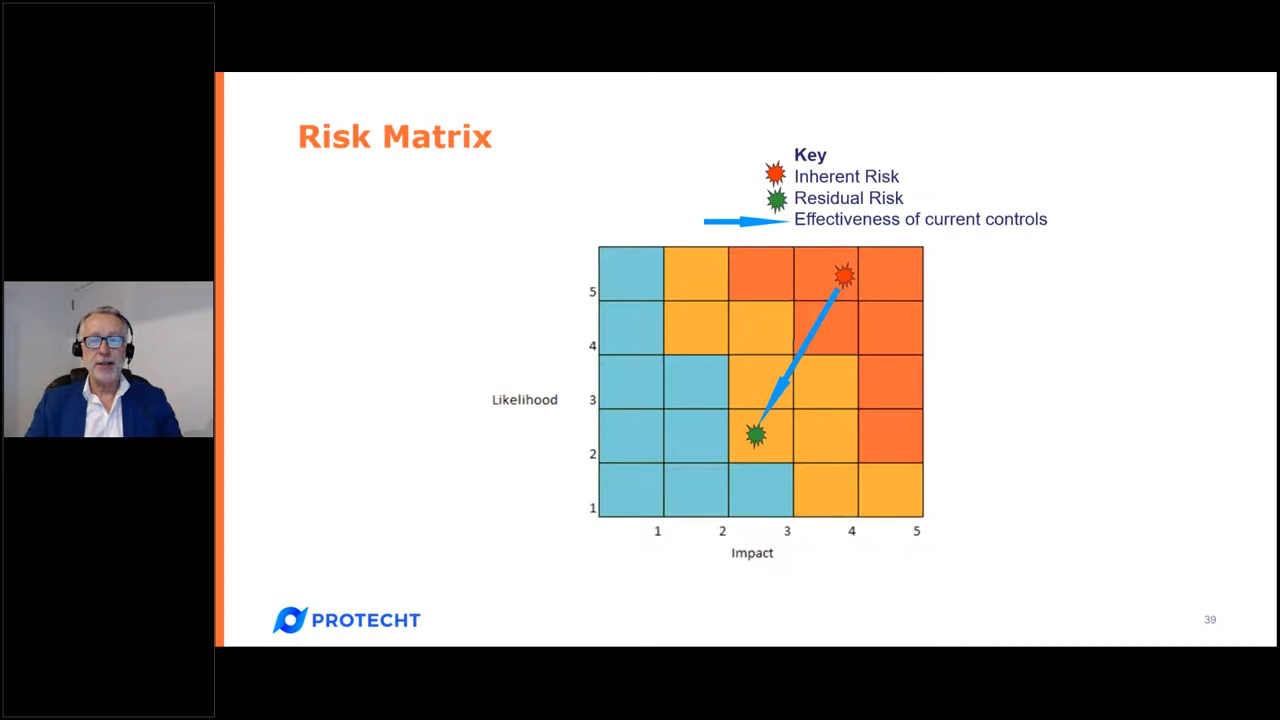 Risk Matrix
Key
Inherent Risk
Residual Risk
Effectiveness of current controls
5
4
Likelihood 3
2
1
1 2 3 4 5
Impact
PROTECHT
39